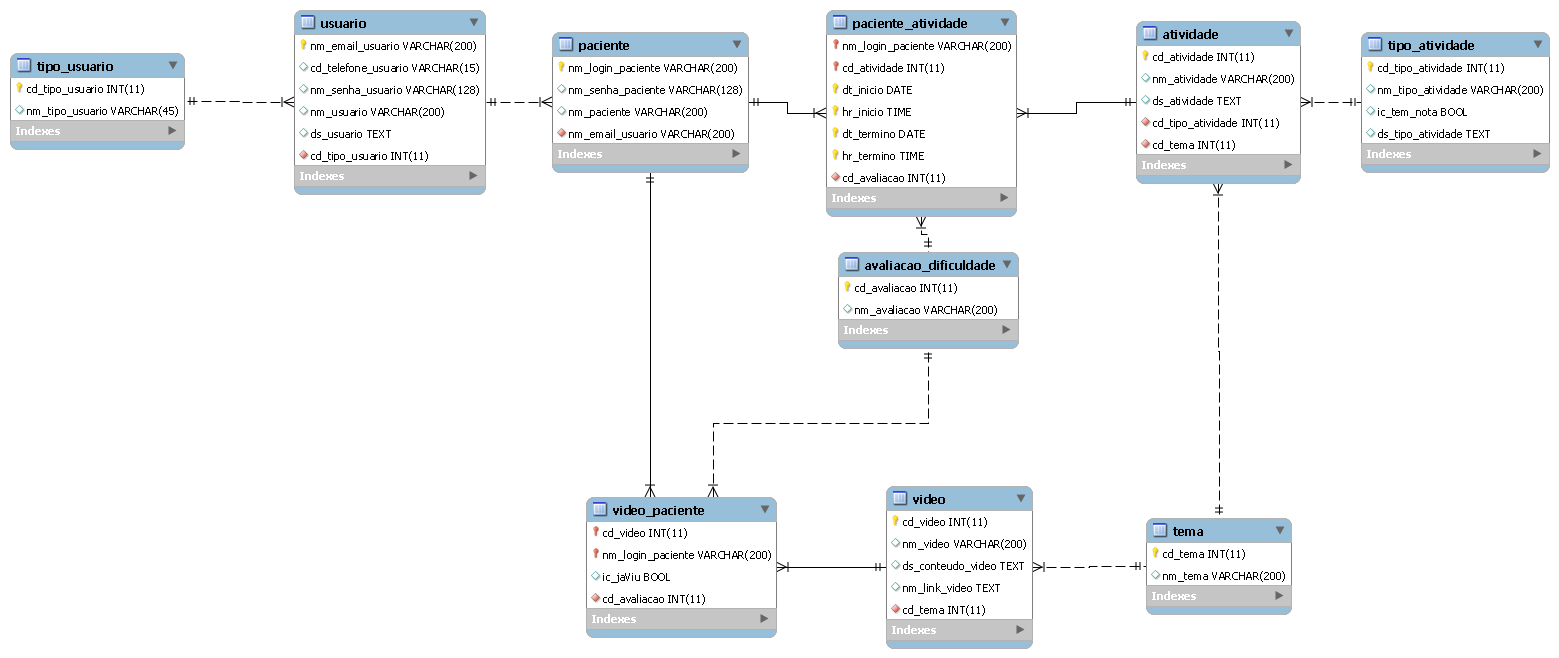 tipo_usuario
cd_tipo_usuario INT(11)
nm_tipo_usuario VARCHAR(45)
Indexes
usuario
nm_email_usuario VARCHAR(200)
cd_telefone_usuario VARCHAR(15)
nm_senha_usuario VARCHAR(128)
nm_usuario VARCHAR(200)
ds_usuario TEXT
cd_tipo_usuario INT(11)
Indexes
paciente
nm_login_paciente VARCHAR(200)
nm_senha_paciente VARCHAR(128)
nm_paciente VARCHAR(200)
nm_email_usuario VARCHAR(200)
Indexes
paciente_atividade
nm_login_paciente VARCHAR(200)
cd_atividade INT(11)
dt_inicio DATE
hr_inicio TIME
dt_termino DATE
hr_termino TIME
cd_avaliacao INT(11)
Indexes
atividade
cd_atividade INT(11)
nm_atividade VARCHAR(200)
ds_atividade TEXT
cd_tipo_atividade INT(11)
cd_tema INT(11)
Indexes
tipo_atividade
cd_tipo_atividade INT(11)
nm_tipo_atividade VARCHAR(200)
ic_tem_nota BOOL
ds_tipo_atividade TEXT
Indexes
avaliacao_dificuldade
cd_avaliacao INT(11)
nm_avaliacao VARCHAR(200)
Indexes
video_paciente
cd_video INT(11)
nm_login_paciente VARCHAR(200)
ic_jaViu BOOL
cd_avaliacao INT(11)
Indexes
video
cd_video INT(11)
nm_video VARCHAR(200)
ds_conteudo_video TEXT
nm_link_video TEXT
cd_tema INT(11)
Indexes
tema
cd_tema INT(11)
nm_tema VARCHAR(200)
Indexes